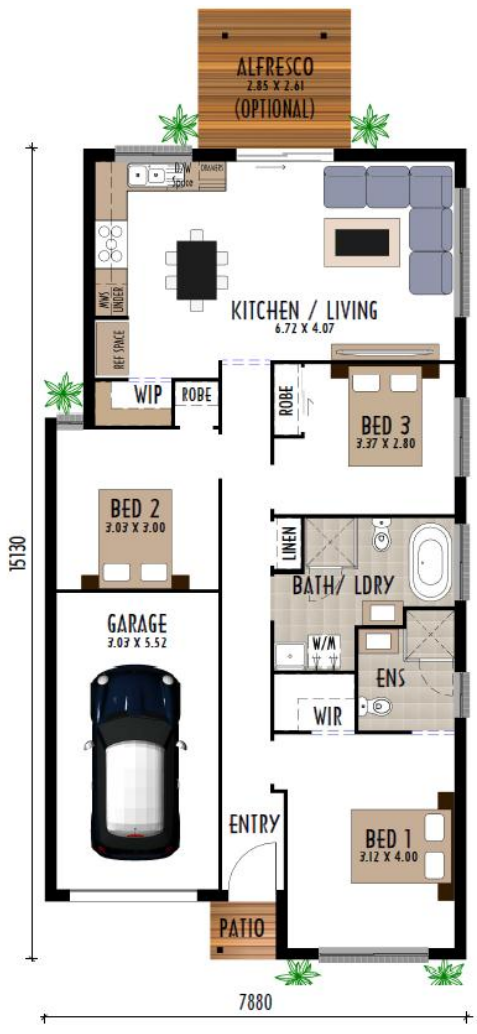 ALFRESCO
2.85 X 2.61
(OPTIONAL)
D/W
Space
DRAWERS
MWS
UNDER
KITCHEN / LIVING
6.72 X 4.07
REF SPACE
WIP
ROBE
ROBE
BED 3
3.37 X 2.80
BED 2
3.03 X 3.00
LINEN
BATH/ LDRY
15130
GARAGE
3.03 X 5.52
W/M
ENS
WIR
ENTRY
BED 1
3.12 X 4.00
PATIO
7880